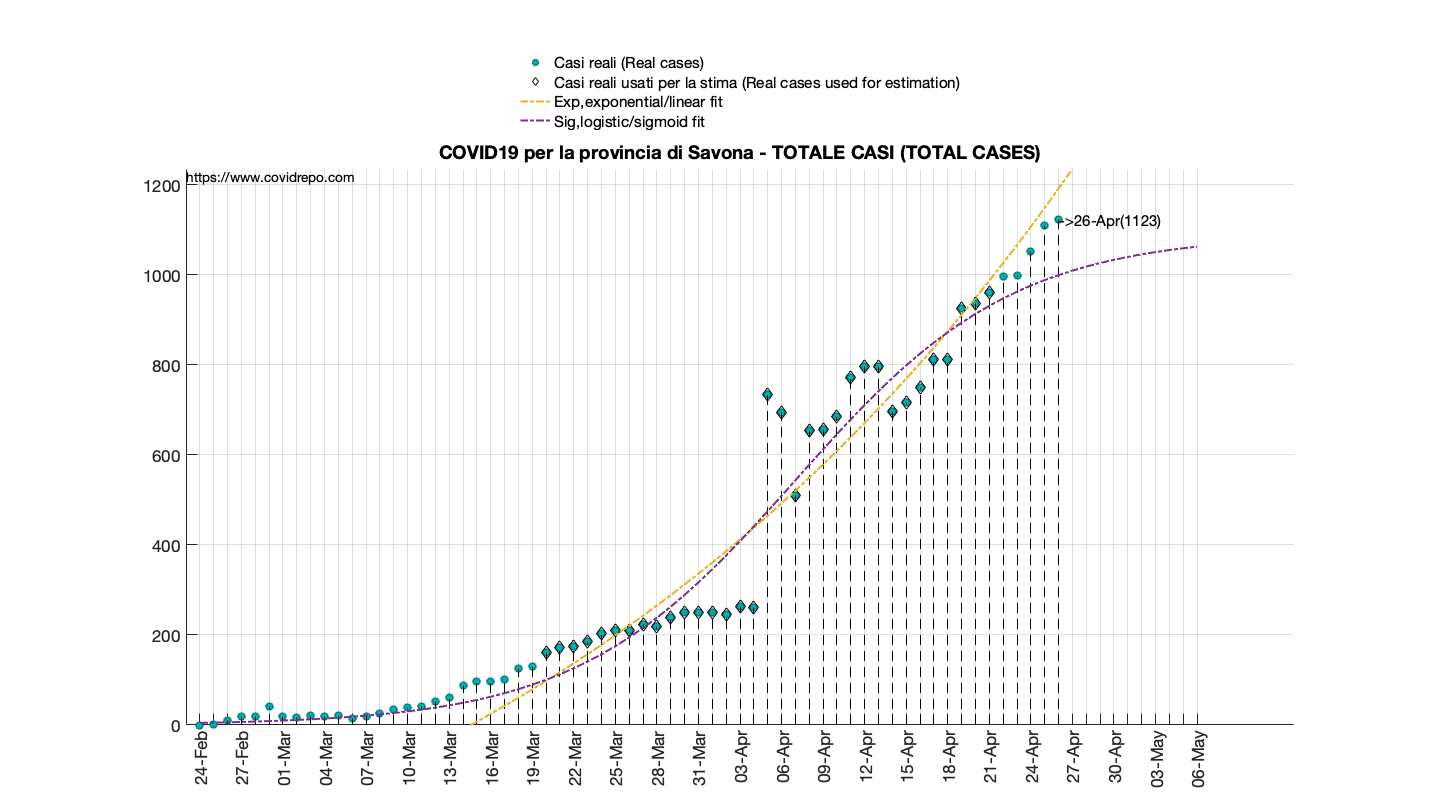 Casi reali (Real cases)
Casi reali usati per la stima (Real cases used for estimation)
Exp,exponential/linear fit
Sig,logistic/sigmoid fit
COVID19 per la provincia di Savona - TOTALE CASI (TOTAL CASES)
https://www.covidrepo.com
1200
->26-Apr(1123)
1000
800
600
400
200
0
24-Feb
27-Feb
01-Mar
04-Mar
07-Mar
10-Mar
13-Mar
16-Mar
19-Mar
22-Mar
25-Mar
28-Mar
31-Mar
03-Apr
06-Apr
09-Apr
12-Apr
15-Apr
18-Apr
21-Apr
24-Apr
27-Apr
30-Apr
03-May
06-May